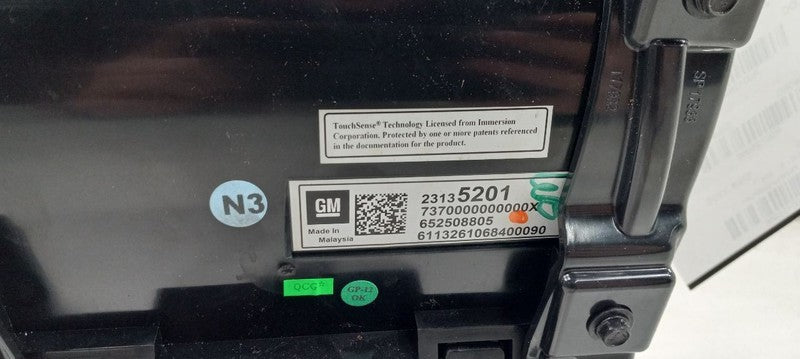 TouchSense® Technology Licensed from Immersion
Corporation. Protected by one or more patents referenced
in the documentation for the product.
N3
GM
Made In
Malaysia
23135201
7370000000000X
652508805
6113261068400090
QCC
GP-12
OK